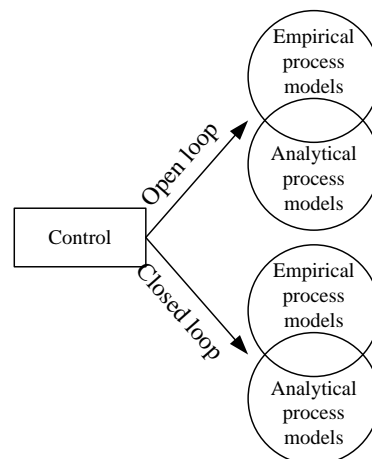 Empirical
process
models
Analytical
process
models
Open loop
Control
Closed loop
Empirical
process
models
Analytical
process
models